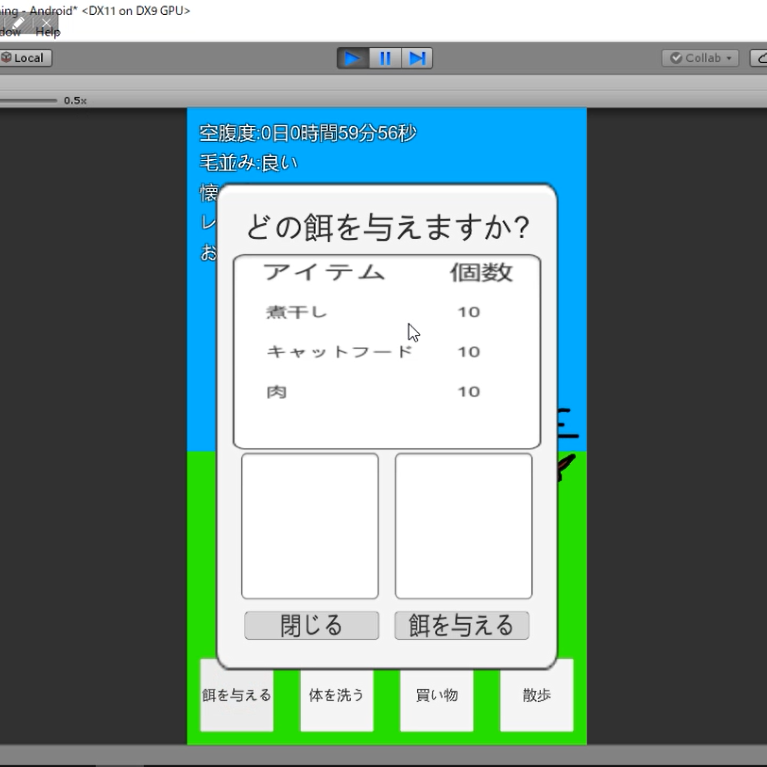 ing - Android* <DX11 on DX9 GPU>
dow Help
Local
Collab
0.5x
空腹度:0日0時間59分56秒
毛並み:良い
懐
レ
お
どの餌を与えますか?
アイテム 個数
煮干し 10
キャットフード 10
肉 10
閉じる 餌を与える
餌を与える 体を洗う 買い物 散歩